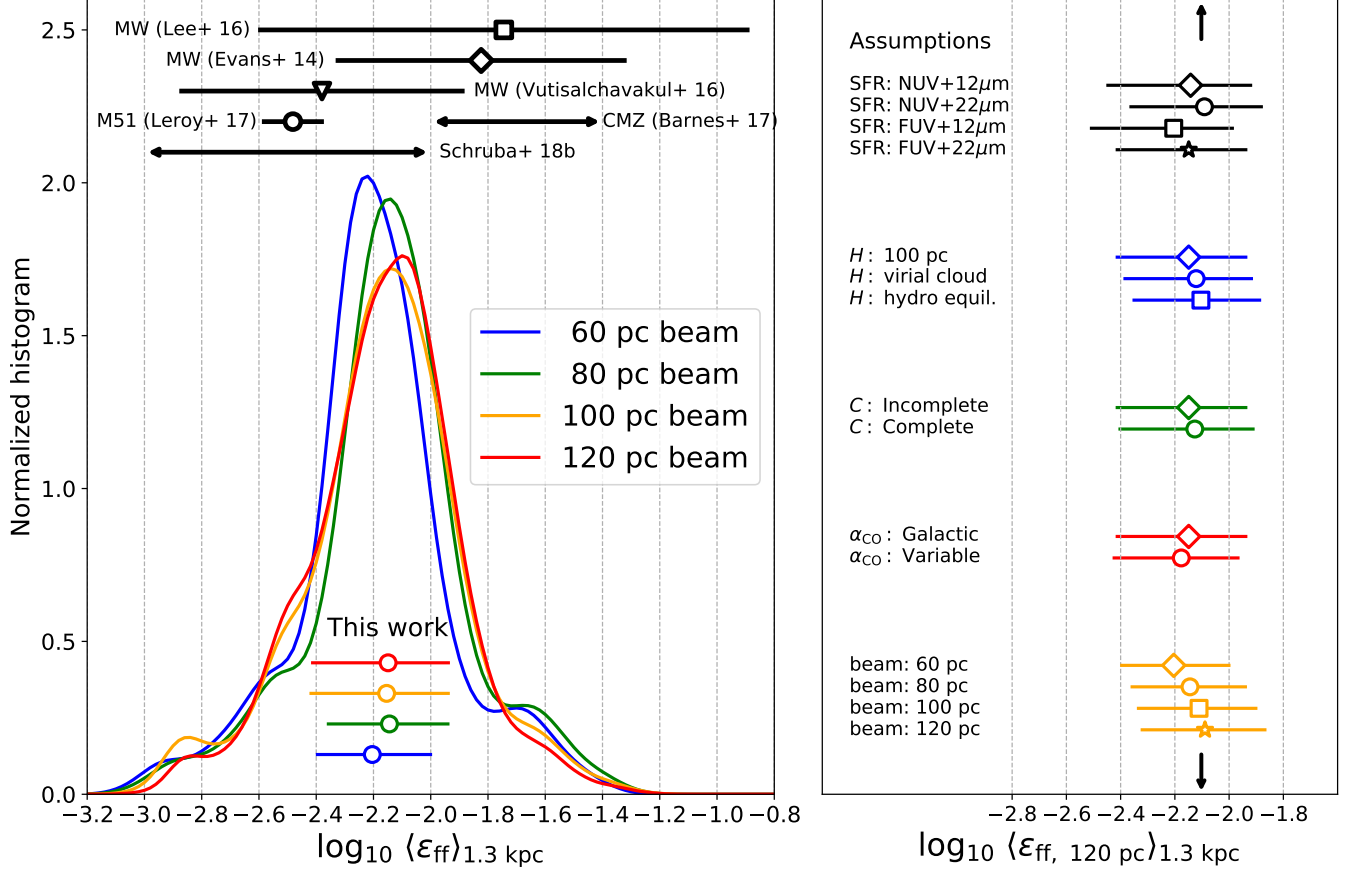 2.5
2.0
1.5
1.0
0.5
0.0
Normalized histogram
MW (Lee+ 16)
MW (Evans+ 14)
MW (Vutisalchavakul+ 16)
M51 (Leroy+ 17)
CMZ (Barnes+ 17)
Schruba+ 18b
60 pc beam
80 pc beam
100 pc beam
120 pc beam
This work
−3.2 −3.0 −2.8 −2.6 −2.4 −2.2 −2.0 −1.8 −1.6 −1.4 −1.2 −1.0 −0.8
log₁₀ ⟨ε_ff⟩_1.3 kpc
Assumptions
SFR: NUV+12μm
SFR: NUV+22μm
SFR: FUV+12μm
SFR: FUV+22μm
H: 100 pc
H: virial cloud
H: hydro equil.
C: Incomplete
C: Complete
α_CO: Galactic
α_CO: Variable
beam: 60 pc
beam: 80 pc
beam: 100 pc
beam: 120 pc
−2.8 −2.6 −2.4 −2.2 −2.0 −1.8
log₁₀ ⟨ε_ff, 120 pc⟩_1.3 kpc